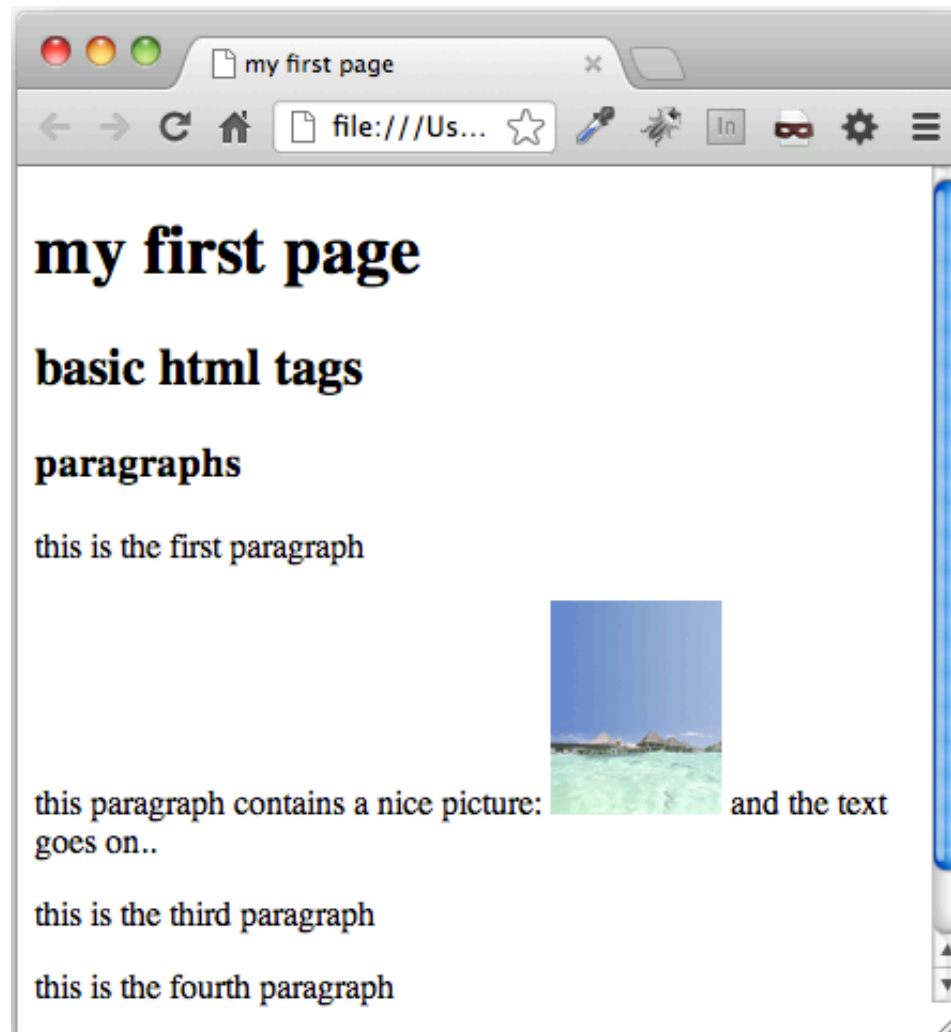 my first page
file:///Us...
In
my first page
basic html tags
paragraphs
this is the first paragraph
this paragraph contains a nice picture: and the text
goes on..
this is the third paragraph
this is the fourth paragraph